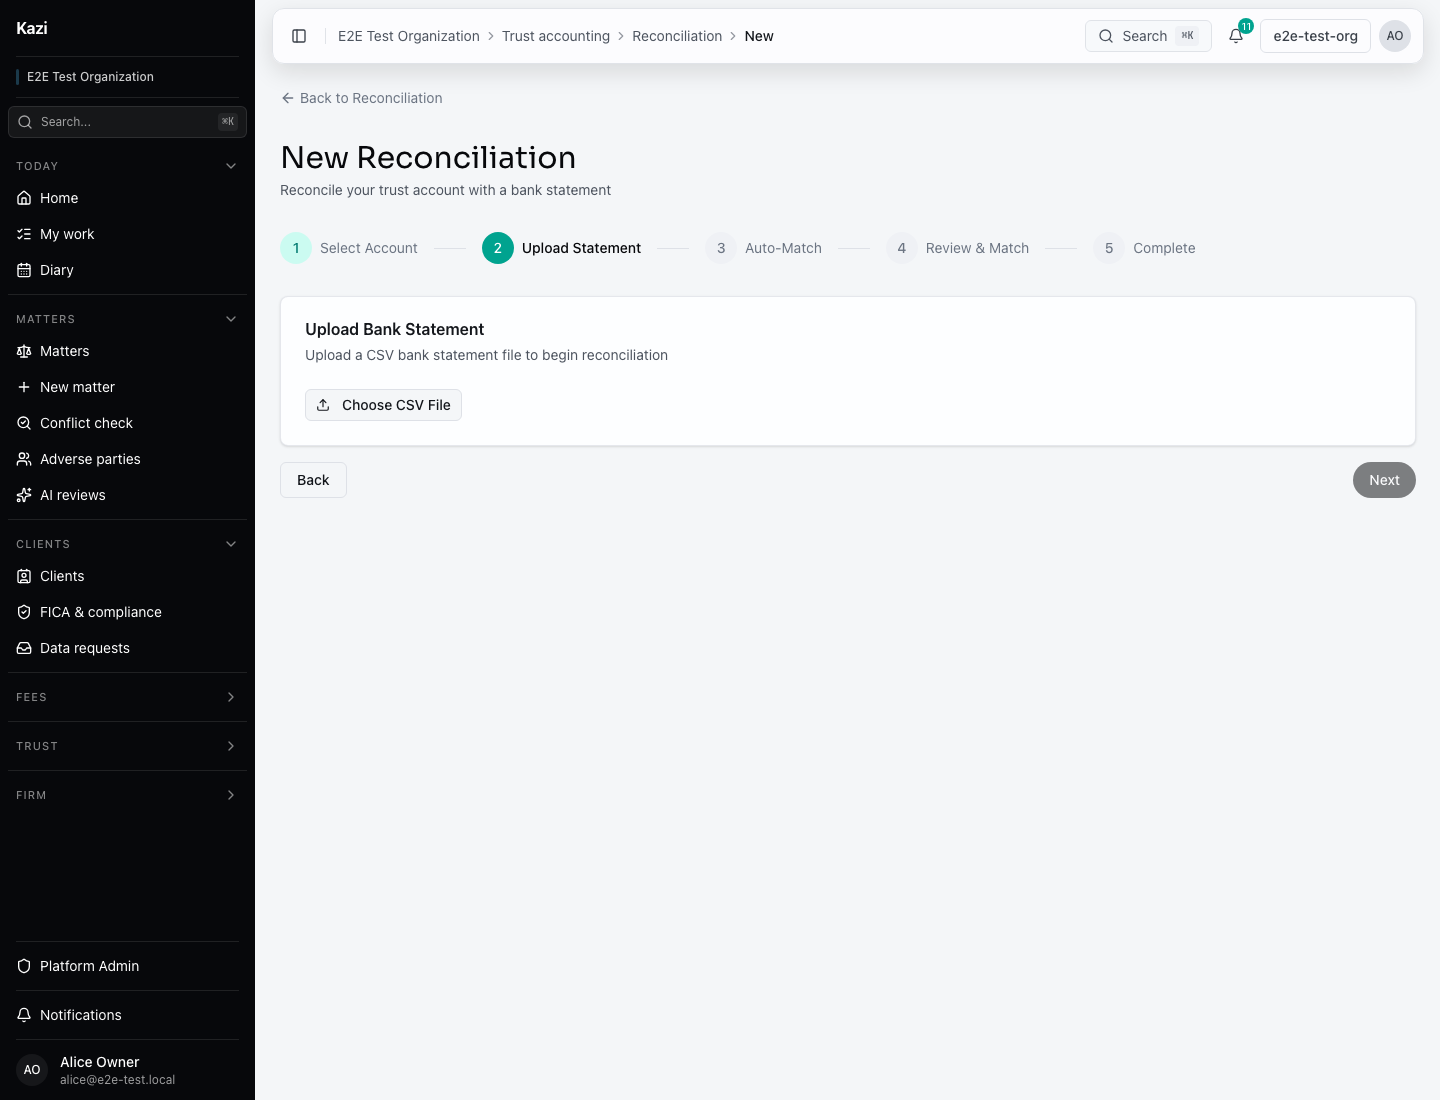 Kazi
E2E Test Organization
Search...
⌘K
TODAY
Home
My work
Diary
MATTERS
Matters
New matter
Conflict check
Adverse parties
AI reviews
CLIENTS
Clients
FICA & compliance
Data requests
FEES
TRUST
FIRM
Platform Admin
Notifications
AO
Alice Owner
alice@e2e-test.local
E2E Test Organization > Trust accounting > Reconciliation > New
Search ⌘K
11
e2e-test-org
AO
Back to Reconciliation
New Reconciliation
Reconcile your trust account with a bank statement
1 Select Account
2 Upload Statement
3 Auto-Match
4 Review & Match
5 Complete
Upload Bank Statement
Upload a CSV bank statement file to begin reconciliation
Choose CSV File
Back
Next